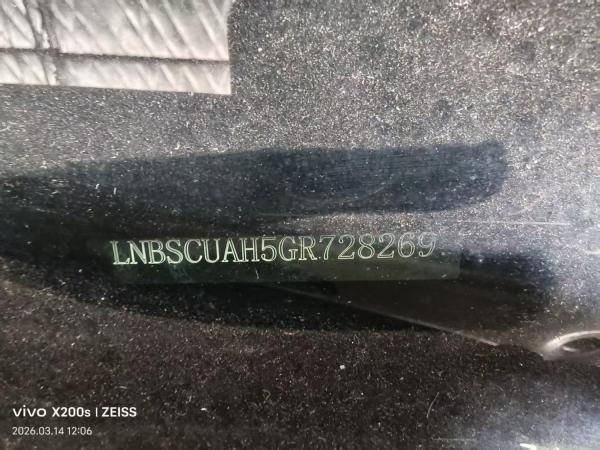 LNBSCUAH5GR728269
vivo X200s | ZEISS
2026.03.14 12:06